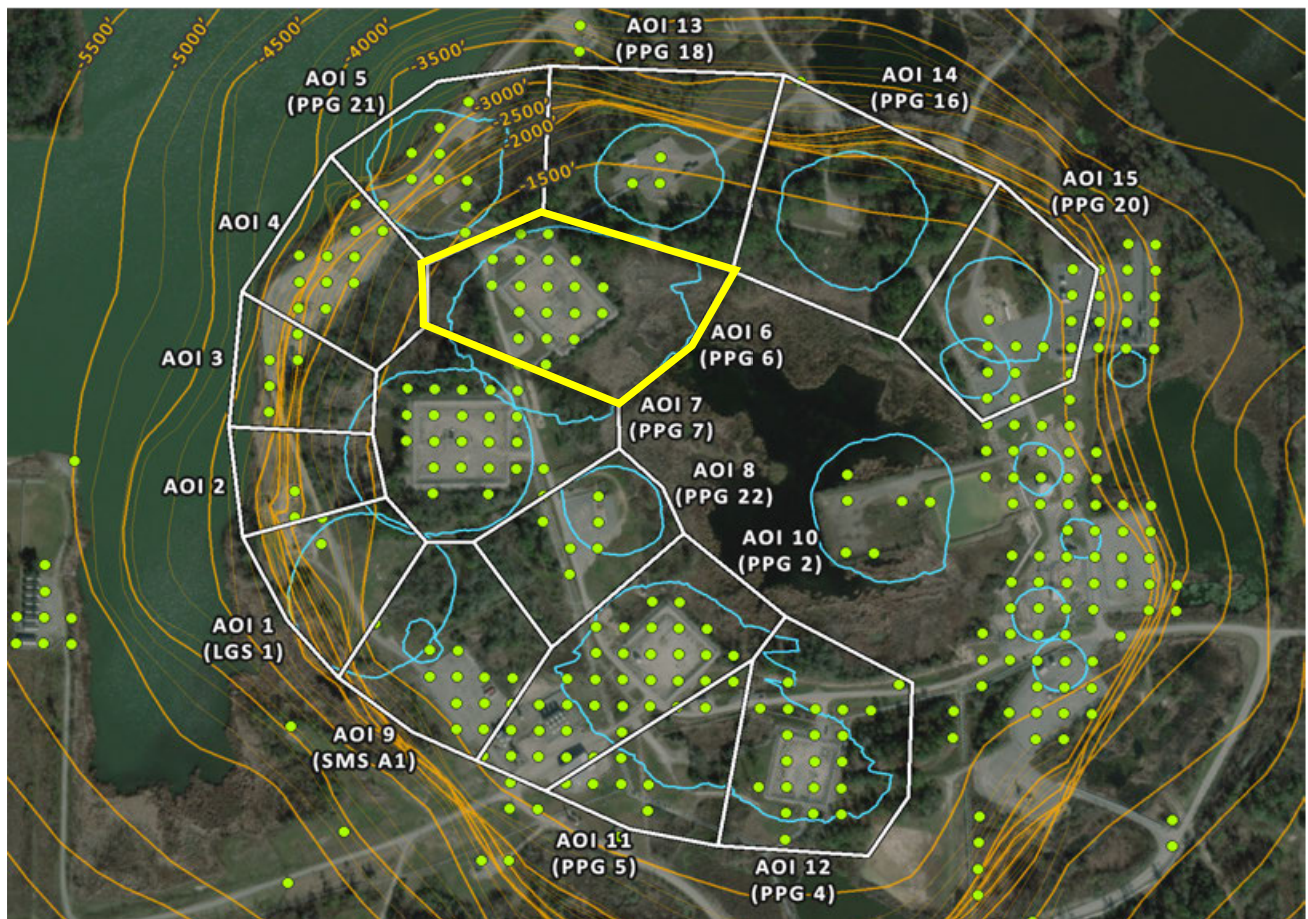 -5500'
-5000'
-4500'
-4000'
-3500'
-3000'
-2500'
-2000'
-1500'
AOI 13
(PPG 18)
AOI 5
(PPG 21)
AOI 14
(PPG 16)
AOI 15
(PPG 20)
AOI 4
AOI 6
(PPG 6)
AOI 3
AOI 7
(PPG 7)
AOI 8
(PPG 22)
AOI 2
AOI 10
(PPG 2)
AOI 1
(LGS 1)
AOI 9
(SMS A1)
AOI 11
(PPG 5)
AOI 12
(PPG 4)